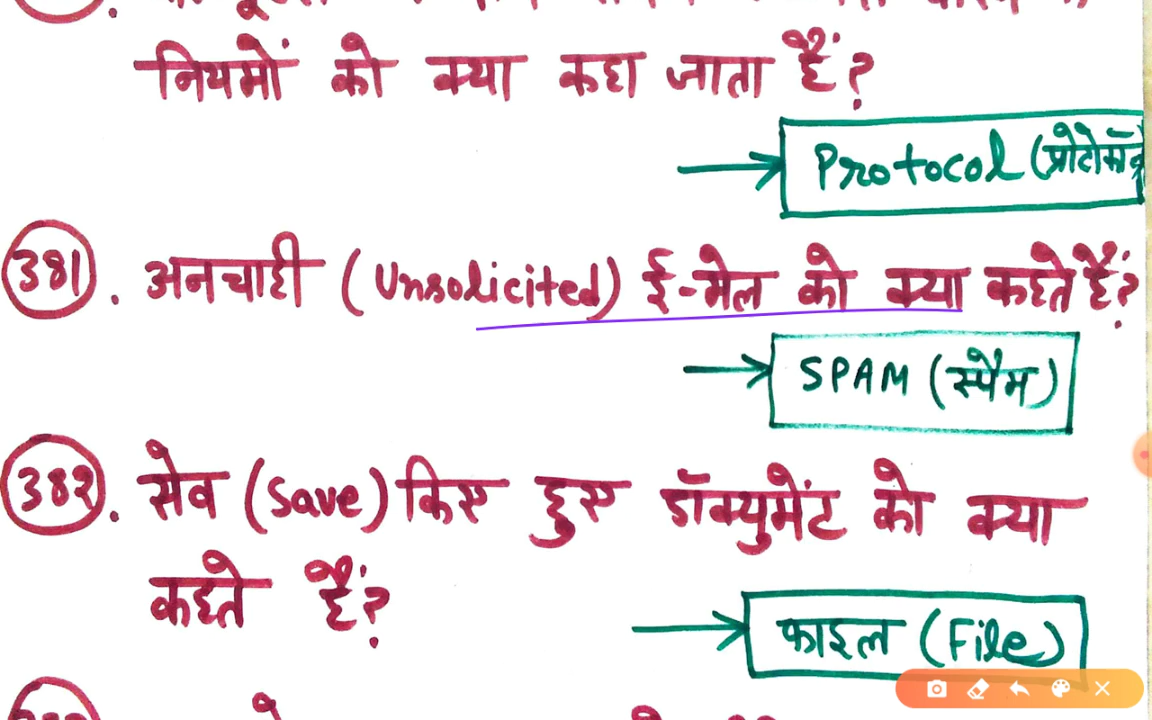 नियमों को क्या कहा जाता हैं?
Protocol (प्रोटोकॉल
381. अनचाही (Unsolicited) ई-मेल को क्या कहते हैं?
SPAM (स्पैम)
382. सेव (Save) किए हुए डॉक्युमेंट को क्या
कहते हैं?
फाइल (File)